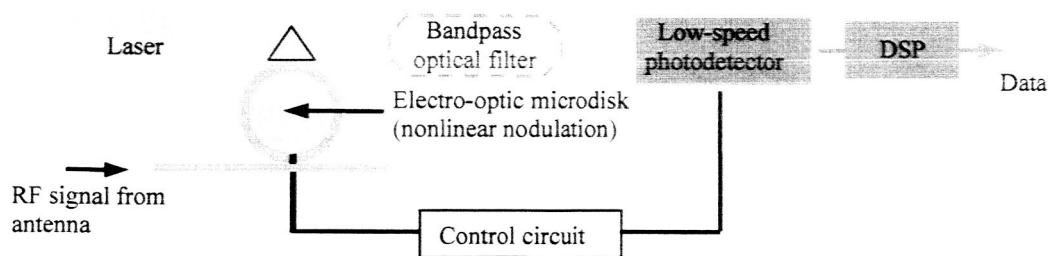 Laser
Bandpass
optical filter
Low-speed
photodetector
DSP
Data
Electro-optic microdisk
(nonlinear nodulation)
RF signal from
antenna
Control circuit